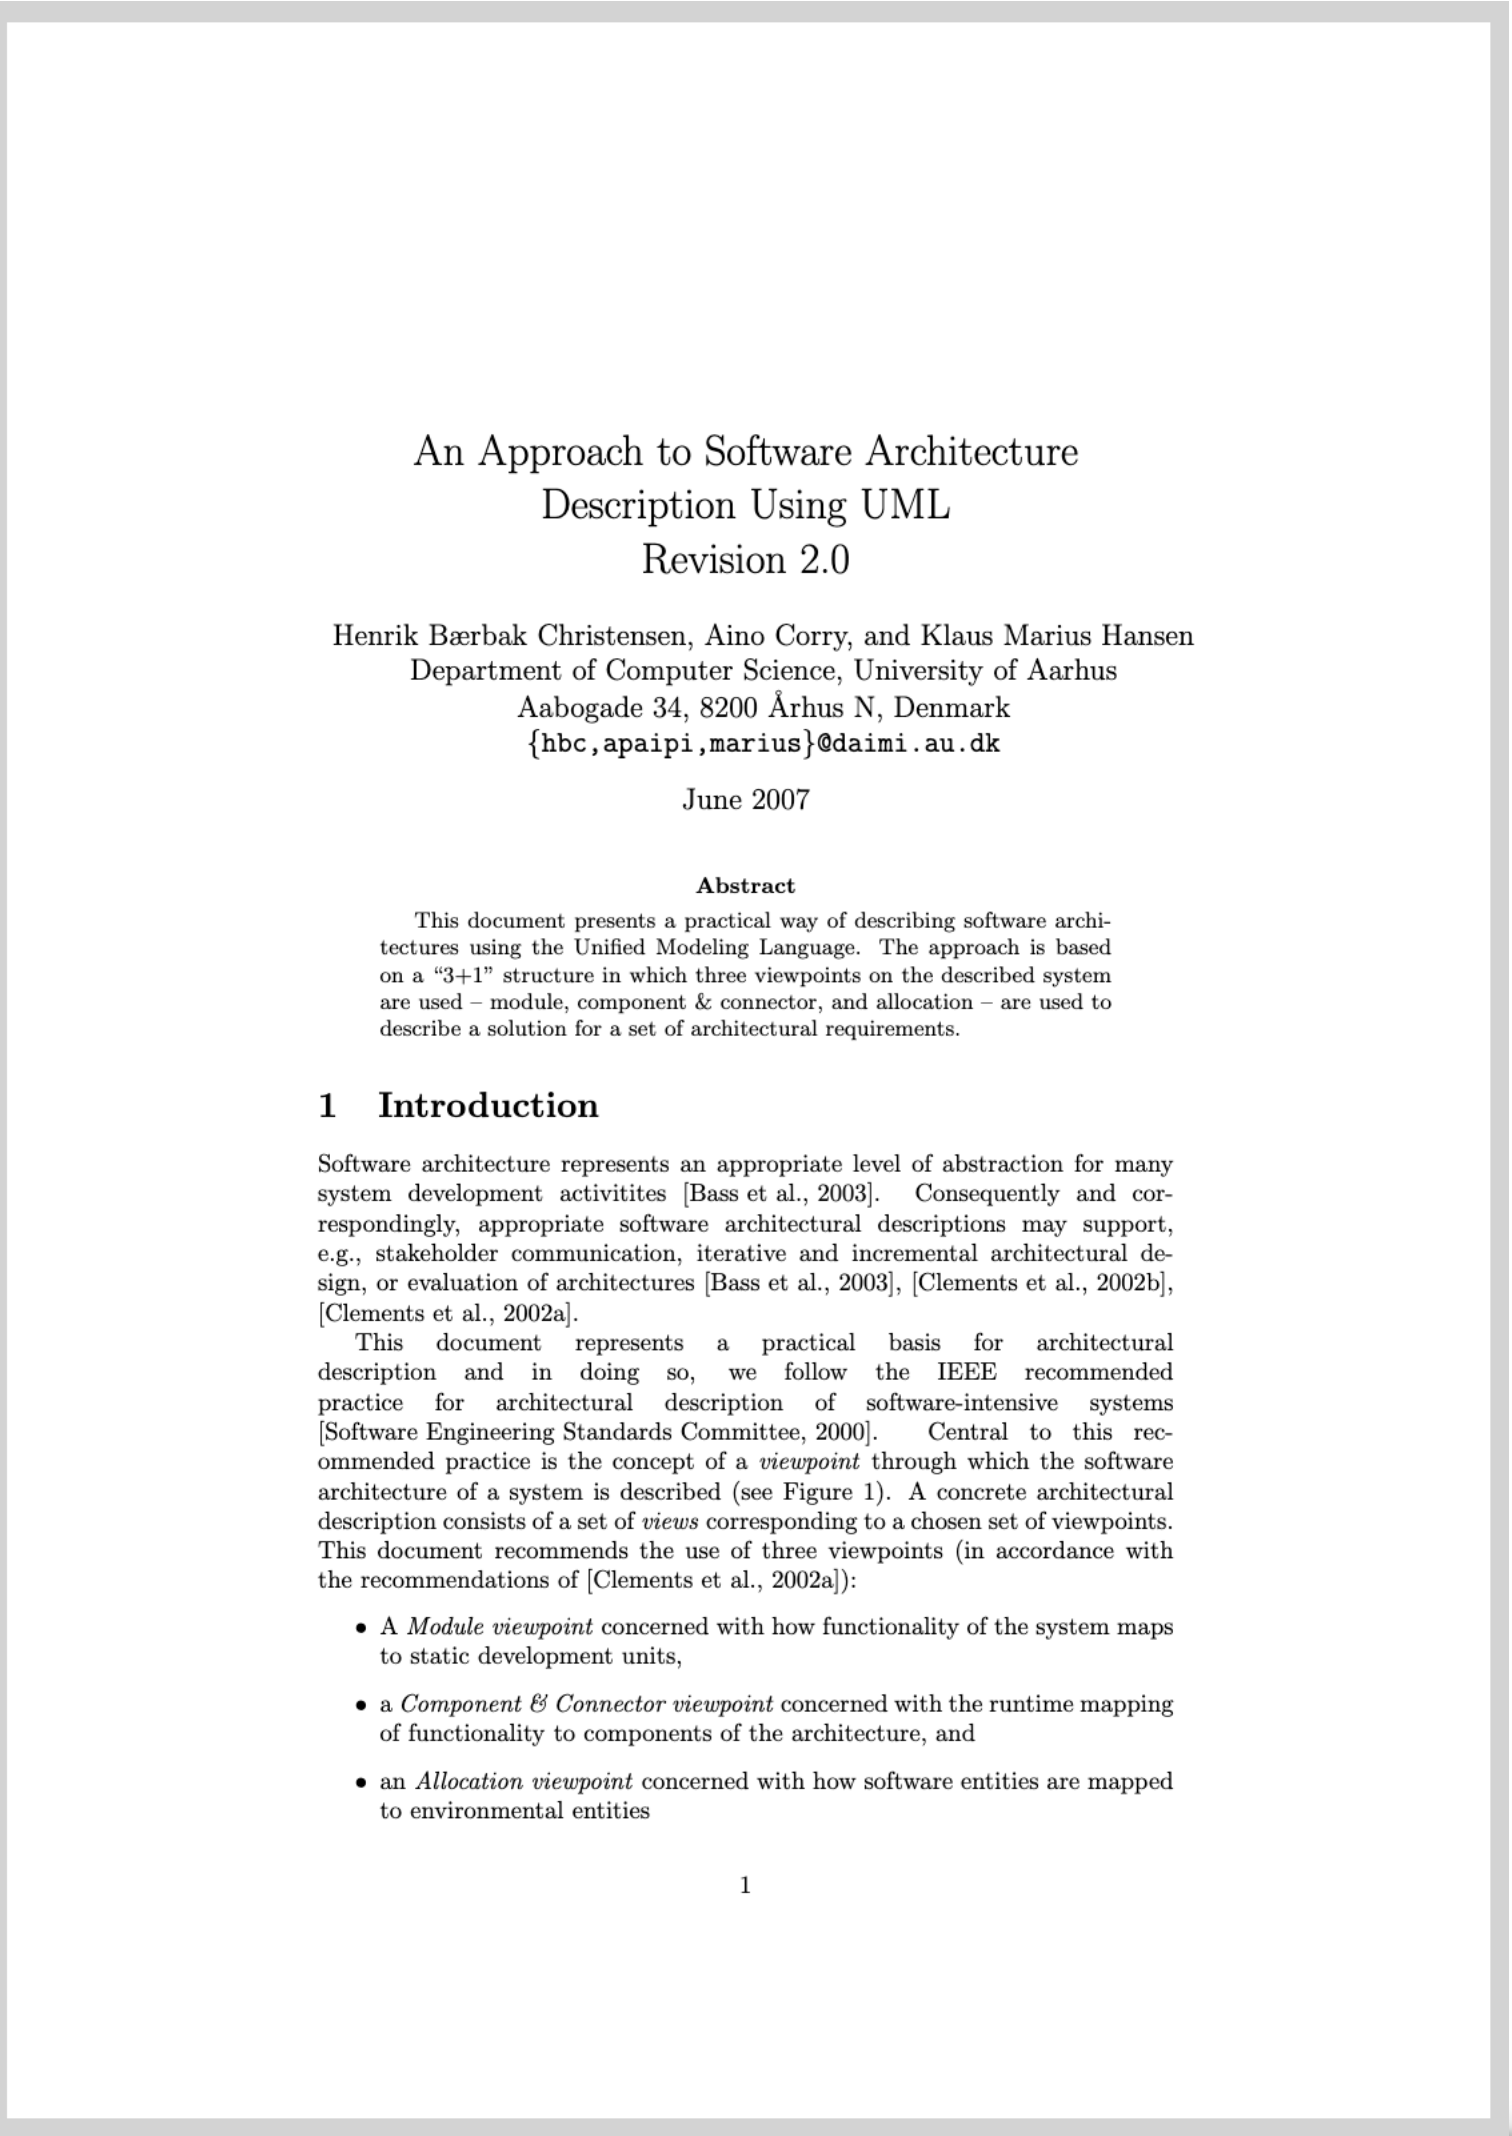 An Approach to Software Architecture
Description Using UML
Revision 2.0
Henrik Bærbak Christensen, Aino Corry, and Klaus Marius Hansen
Department of Computer Science, University of Aarhus
Aabogade 34, 8200 Århus N, Denmark
{hbc,apaipi,marius}@daimi.au.dk
June 2007
Abstract
This document presents a practical way of describing software archi-
tectures using the Unified Modeling Language. The approach is based
on a “3+1” structure in which three viewpoints on the described system
are used – module, component & connector, and allocation – are used to
describe a solution for a set of architectural requirements.
1 Introduction
Software architecture represents an appropriate level of abstraction for many
system development activitites [Bass et al., 2003]. Consequently and cor-
respondingly, appropriate software architectural descriptions may support,
e.g., stakeholder communication, iterative and incremental architectural de-
sign, or evaluation of architectures [Bass et al., 2003], [Clements et al., 2002b],
[Clements et al., 2002a].
This document represents a practical basis for architectural
description and in doing so, we follow the IEEE recommended
practice for architectural description of software-intensive systems
[Software Engineering Standards Committee, 2000]. Central to this rec-
ommended practice is the concept of a viewpoint through which the software
architecture of a system is described (see Figure 1). A concrete architectural
description consists of a set of views corresponding to a chosen set of viewpoints.
This document recommends the use of three viewpoints (in accordance with
the recommendations of [Clements et al., 2002a]):
• A Module viewpoint concerned with how functionality of the system maps
to static development units,
• a Component & Connector viewpoint concerned with the runtime mapping
of functionality to components of the architecture, and
• an Allocation viewpoint concerned with how software entities are mapped
to environmental entities
1